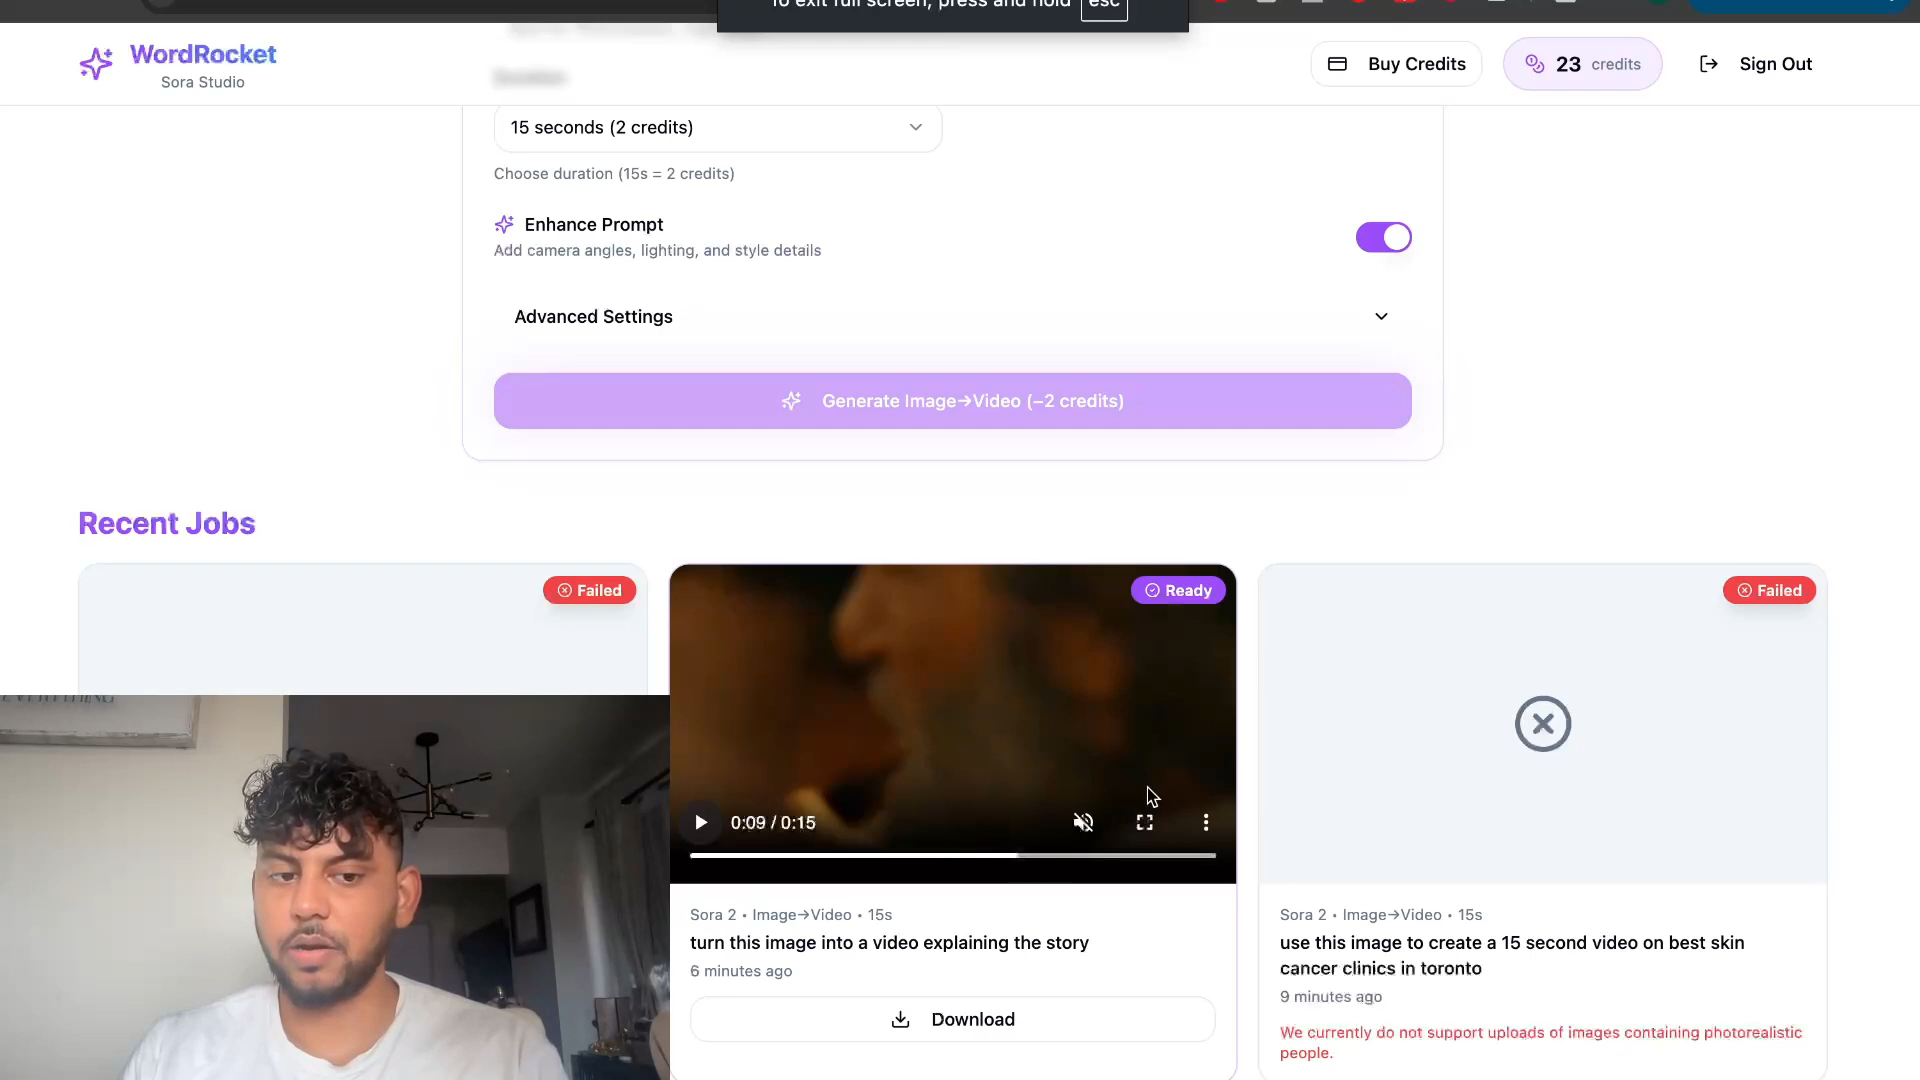 To exit full screen, press and hold esc
WordRocket
Sora Studio
Buy Credits
23 credits
Sign Out
Duration
15 seconds (2 credits)
Choose duration (15s = 2 credits)
Enhance Prompt
Add camera angles, lighting, and style details
Advanced Settings
Generate Image→Video (−2 credits)
Recent Jobs
Failed
Ready
Failed
EVERYTHING
0:09 / 0:15
Sora 2 • Image→Video • 15s
turn this image into a video explaining the story
6 minutes ago
Download
Sora 2 • Image→Video • 15s
use this image to create a 15 second video on best skin
cancer clinics in toronto
9 minutes ago
We currently do not support uploads of images containing photorealistic
people.